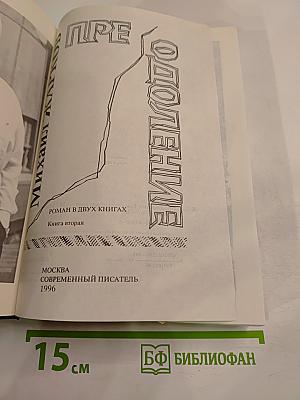 ПРЕ
ОДОЛЕНИЕ
РОМАН В ДВУХ КНИГАХ
Книга вторая
МОСКВА
СОВРЕМЕННЫЙ ПИСАТЕЛЬ
1996
15 см
БФ БИБЛИОФАН